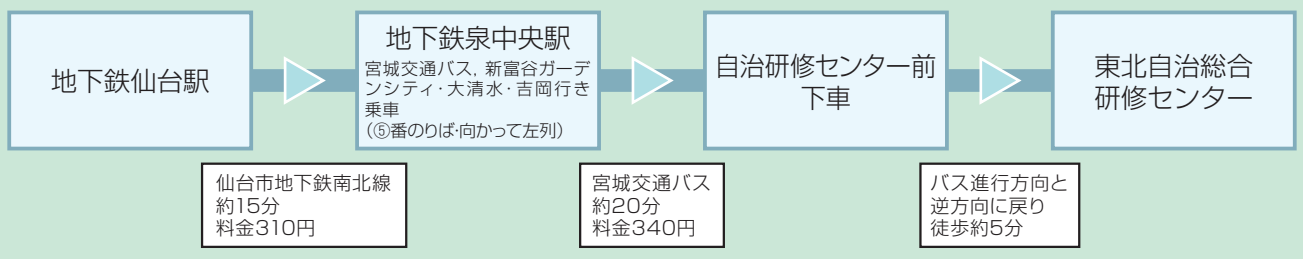 地下鉄仙台駅
地下鉄泉中央駅
宮城交通バス, 新富谷ガーデ
ンシティ･大清水･吉岡行き
乗車
(⑤番のりば･向かって左列)
自治研修センター前
下車
東北自治総合
研修センター
仙台市地下鉄南北線
約15分
料金310円
宮城交通バス
約20分
料金340円
バス進行方向と
逆方向に戻り
徒歩約5分